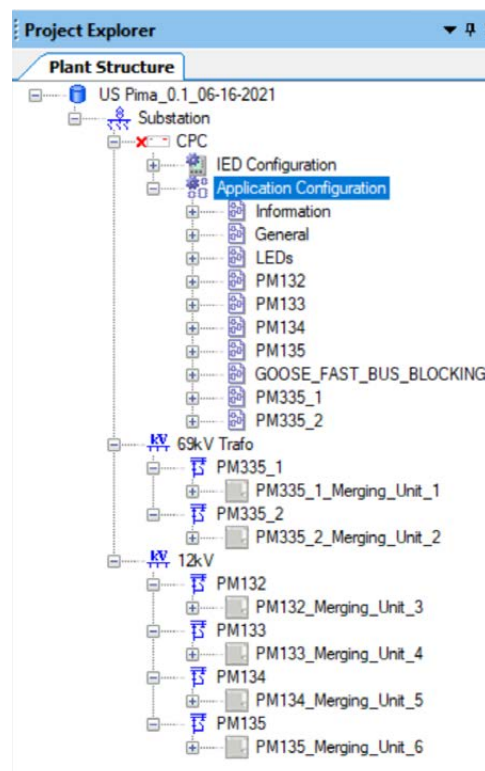 Project Explorer
Plant Structure
US Pima_0.1_06-16-2021
Substation
CPC
IED Configuration
Application Configuration
Information
General
LEDs
PM132
PM133
PM134
PM135
GOOSE_FAST_BUS_BLOCKING
PM335_1
PM335_2
69kV Trafo
PM335_1
PM335_1_Merging_Unit_1
PM335_2
PM335_2_Merging_Unit_2
12kV
PM132
PM132_Merging_Unit_3
PM133
PM133_Merging_Unit_4
PM134
PM134_Merging_Unit_5
PM135
PM135_Merging_Unit_6